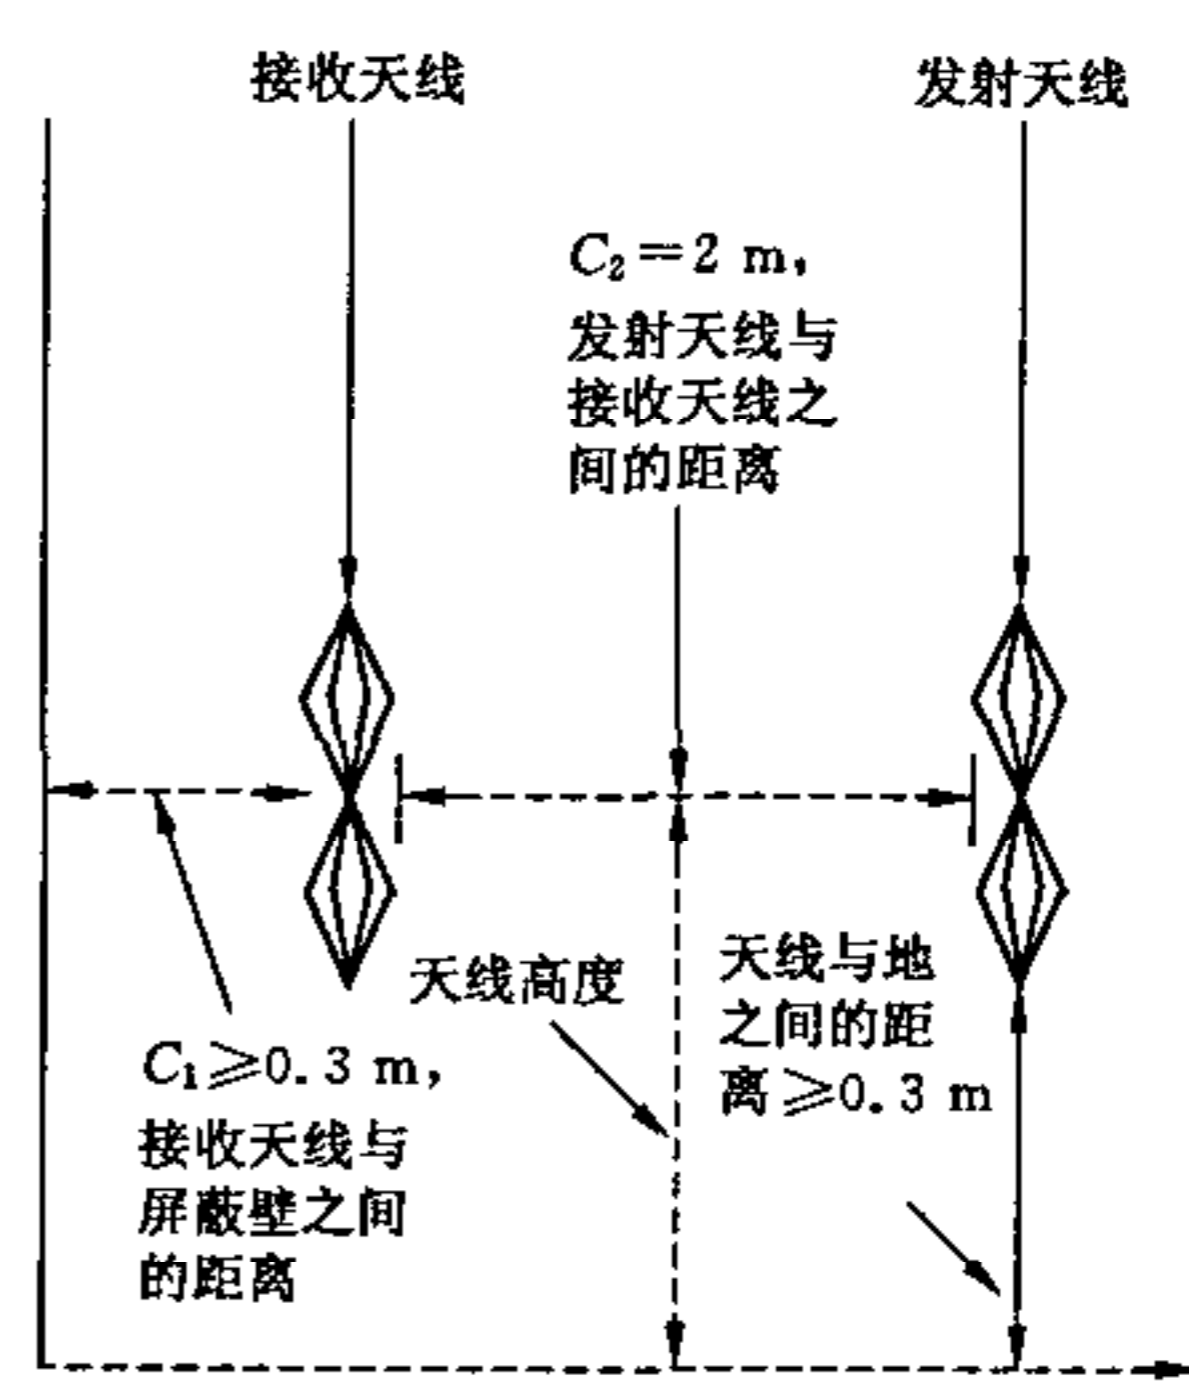 接收天线
发射天线
C₂=2 m,
发射天线与
接收天线之
间的距离
天线高度
天线与地
之间的距
离≥0.3 m
C₁≥0.3 m,
接收天线与
屏蔽壁之间
的距离